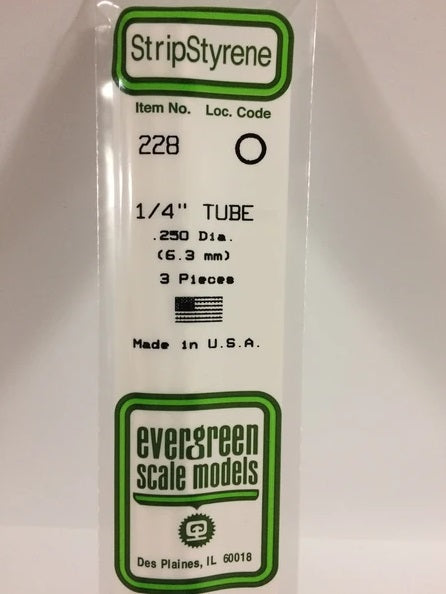 StripStyrene
Item No. Loc. Code
228
1/4" TUBE
.250 Dia.
(6.3 mm)
3 Pieces
Made in U.S.A.
evergreen
scale models
Des Plaines, IL 60018